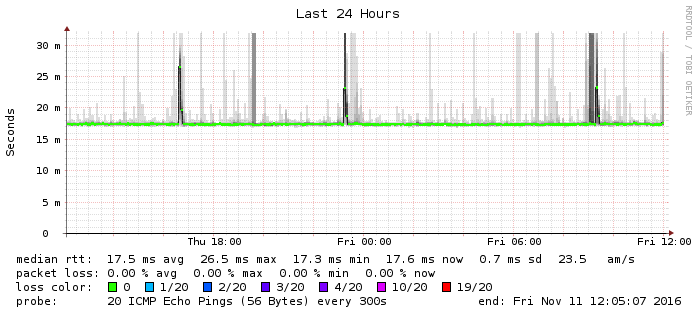 Last 24 Hours
RRDTOOL / TOBI OETIKER
Seconds
30 m
25 m
20 m
15 m
10 m
5 m
0
Thu 18:00 Fri 00:00 Fri 06:00 Fri 12:00
median rtt: 17.5 ms avg 26.5 ms max 17.3 ms min 17.6 ms now 0.7 ms sd 23.5 am/s
packet loss: 0.00 % avg 0.00 % max 0.00 % min 0.00 % now
loss color: 0 1/20 2/20 3/20 4/20 10/20 19/20
probe: 20 ICMP Echo Pings (56 Bytes) every 300s end: Fri Nov 11 12:05:07 2016